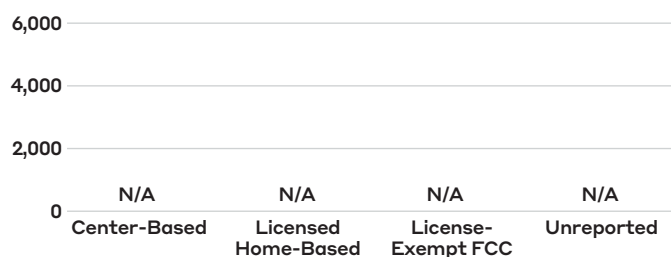 6,000
4,000
2,000
0
N/A N/A N/A N/A
Center-Based Licensed License- Unreported
Home-Based Exempt FCC